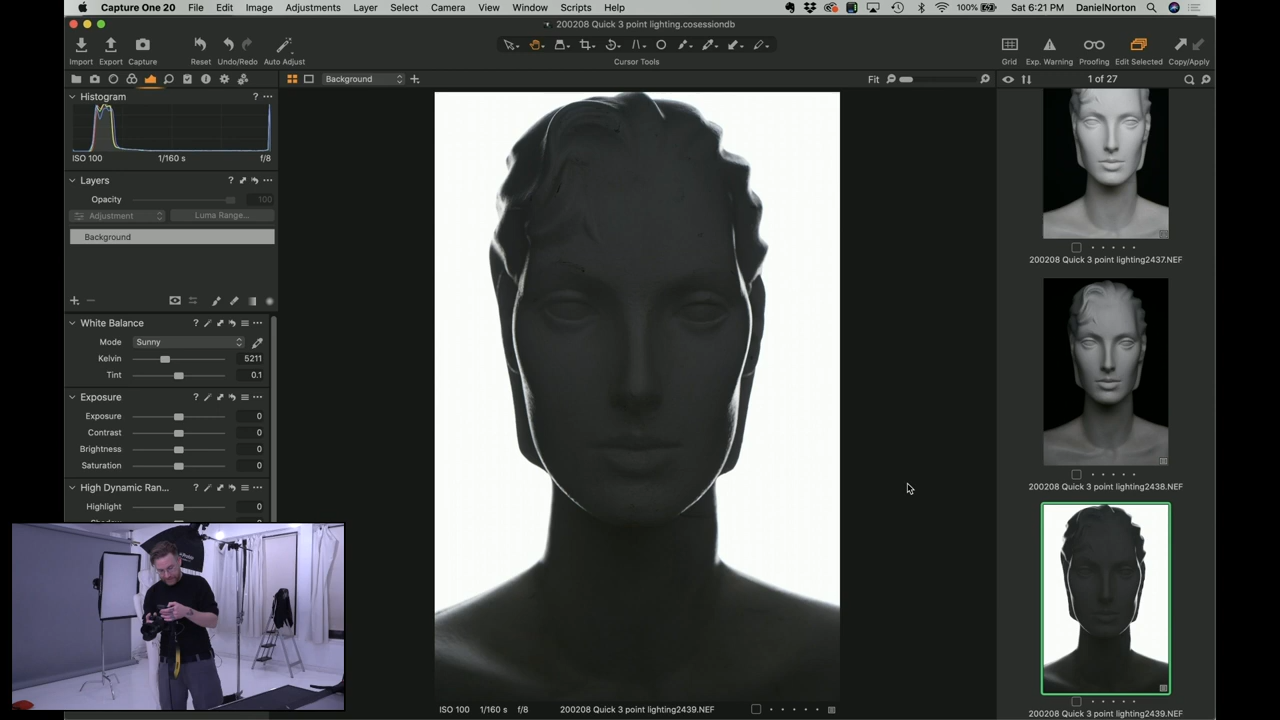 Capture One 20 File Edit View Image Adjustments Layer Select Camera View Window Scripts Help 100% Sat 6:21 PM DanielNorton
200208 Quick 3 point lighting.cosessiondb
Import Export Capture Reset Undo/Redo Auto Adjust Cursor Tools Grid Exp. Warning Proofing Edit Selected Copy/Apply
Background Fit 1 of 27
Histogram ?
ISO 100 1/160 s f/8
Layers ?
Opacity 100
Adjustment Luma Range...
Background
White Balance ?
Mode Sunny
Kelvin 5211
Tint 0.1
Exposure ?
Exposure 0
Contrast 0
Brightness 0
Saturation 0
High Dynamic Ran... ?
Highlight 0
200208 Quick 3 point lighting2437.NEF
200208 Quick 3 point lighting2438.NEF
ISO 100 1/160 s f/8 200208 Quick 3 point lighting2439.NEF
200208 Quick 3 point lighting2439.NEF